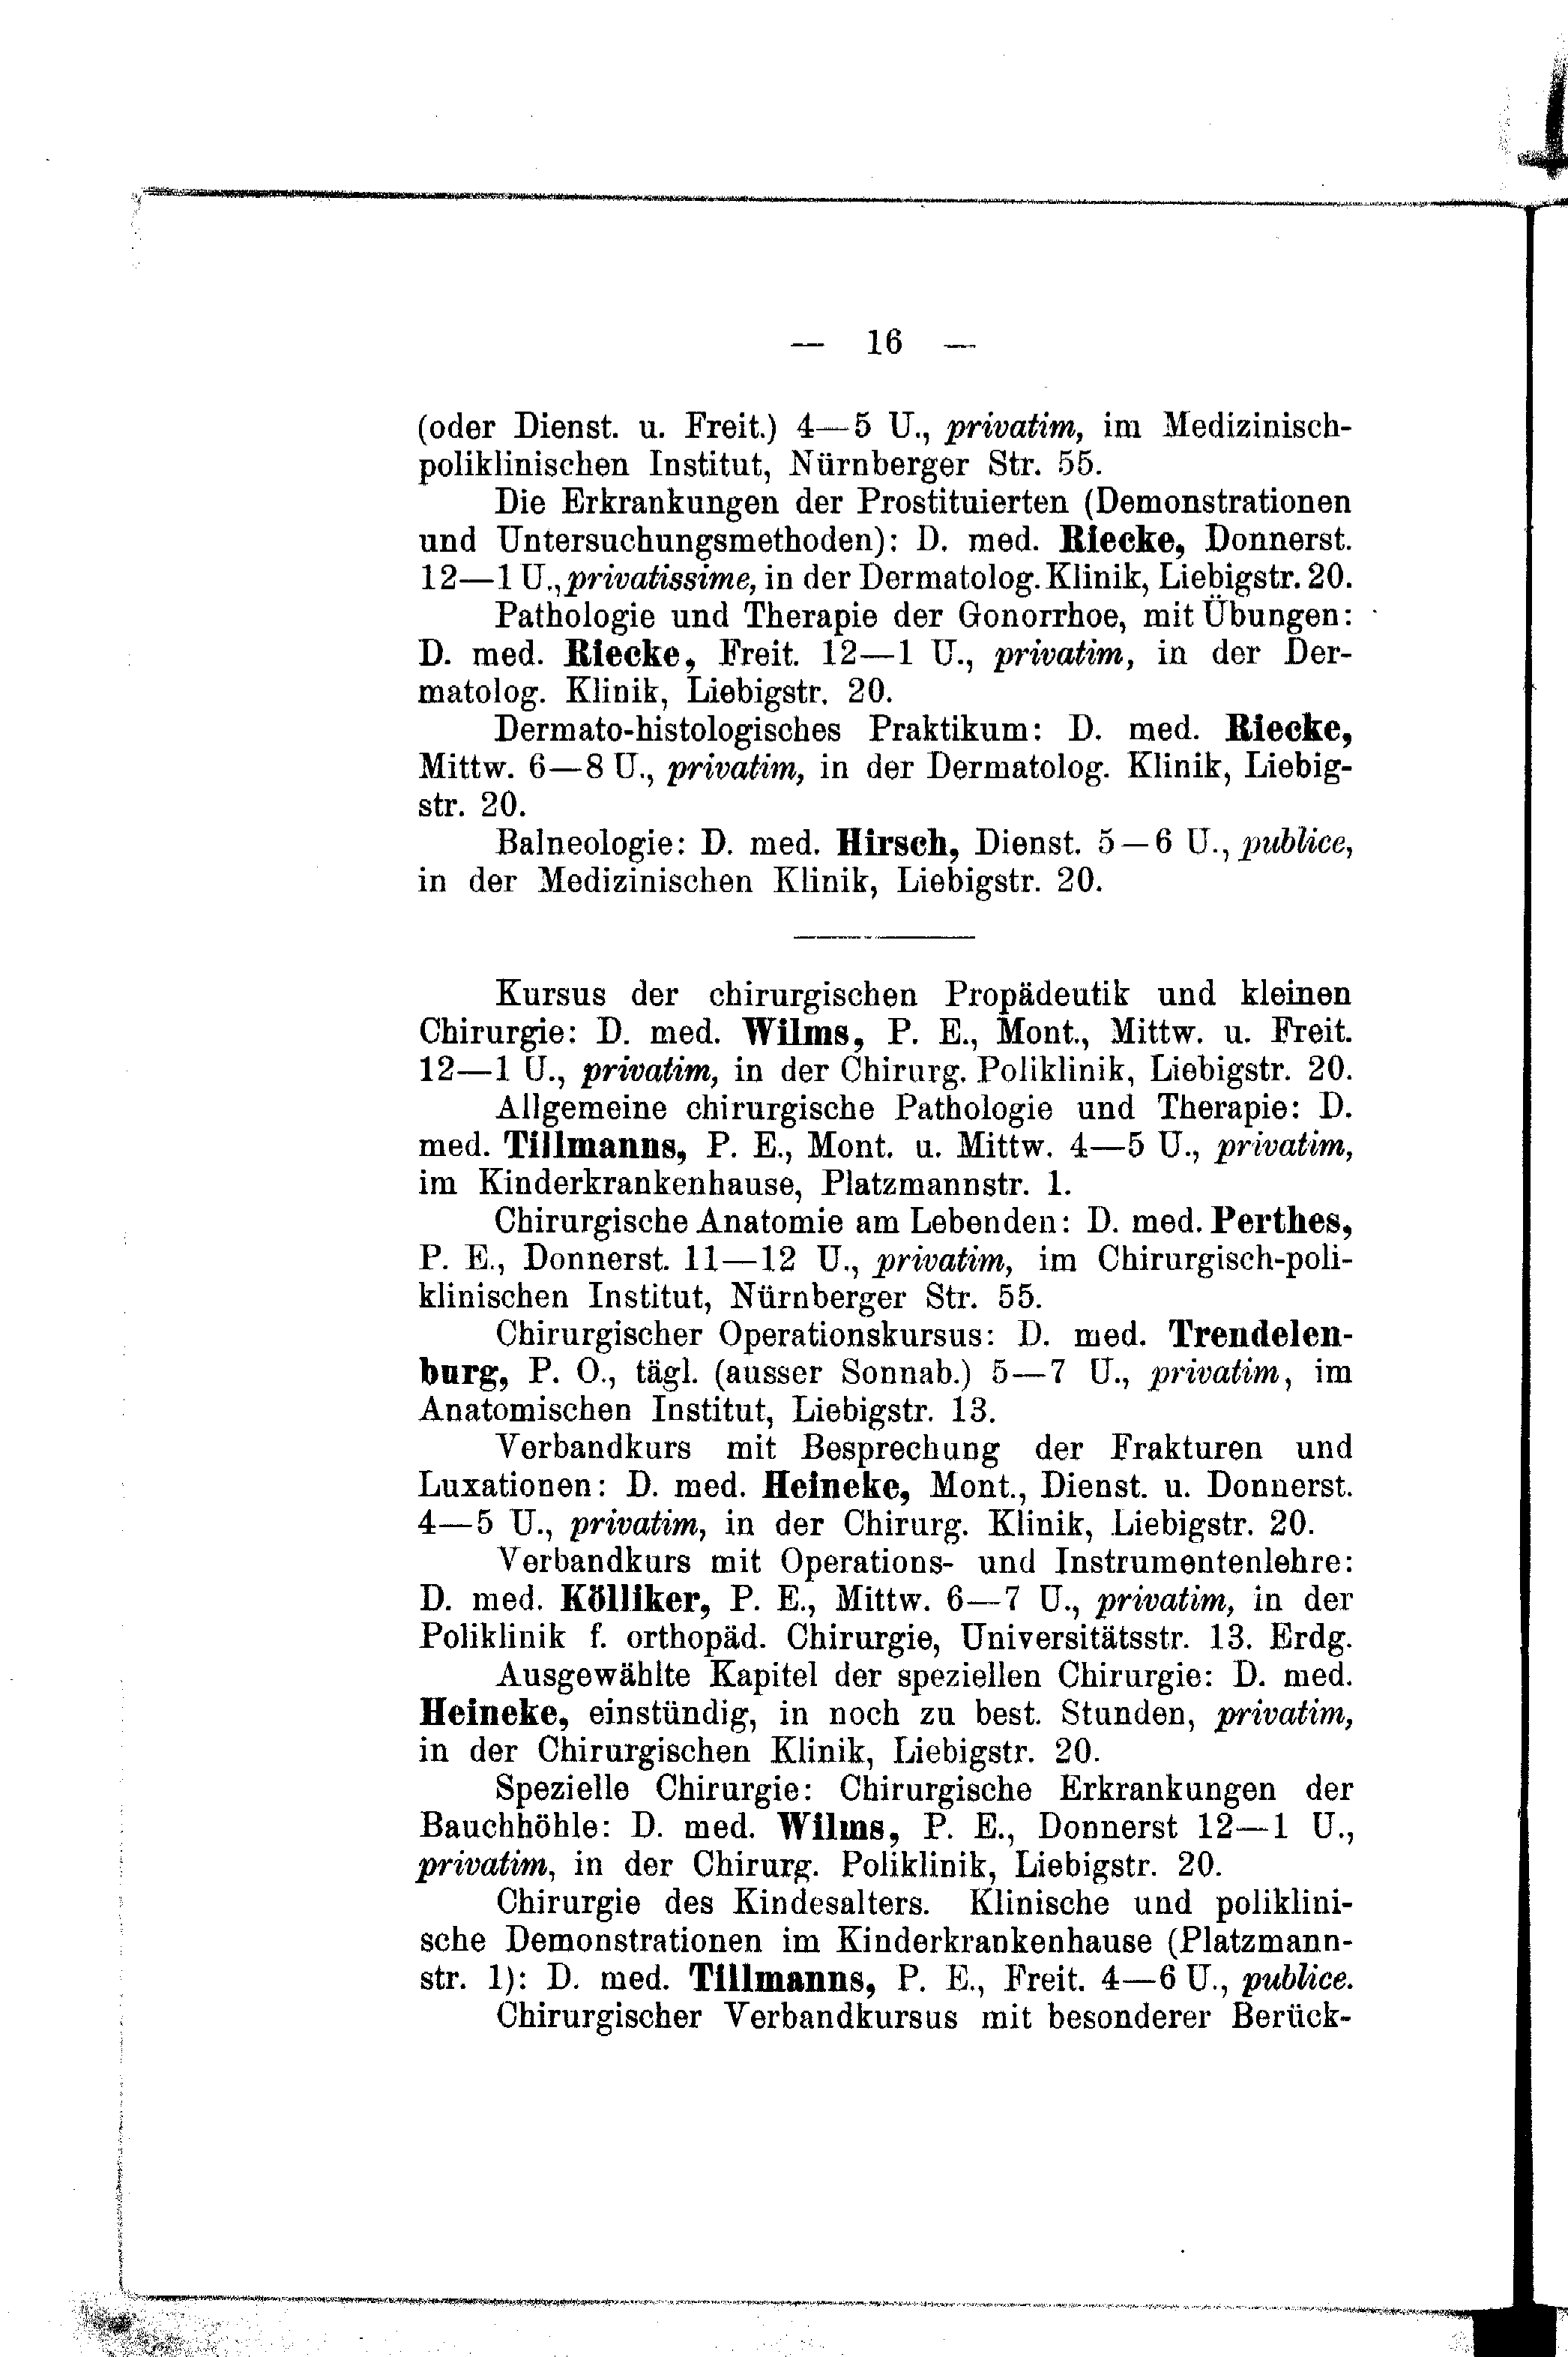 — 16 —
(oder Dienst. u. Freit.) 4—5 U., privatim, im Medizinisch-
poliklinischen Institut, Nürnberger Str. 55.
Die Erkrankungen der Prostituierten (Demonstrationen
und Untersuchungsmethoden): D. med. Riecke, Donnerst.
12—1 U., privatissime, in der Dermatolog. Klinik, Liebigstr. 20.
Pathologie und Therapie der Gonorrhoe, mit Übungen:
D. med. Riecke, Freit. 12—1 U., privatim, in der Der-
matolog. Klinik, Liebigstr. 20.
Dermato-histologisches Praktikum: D. med. Riecke,
Mittw. 6—8 U., privatim, in der Dermatolog. Klinik, Liebig-
str. 20.
Balneologie: D. med. Hirsch, Dienst. 5—6 U., publice,
in der Medizinischen Klinik, Liebigstr. 20.
Kursus der chirurgischen Propädeutik und kleinen
Chirurgie: D. med. Wilms, P. E., Mont., Mittw. u. Freit.
12—1 U., privatim, in der Chirurg. Poliklinik, Liebigstr. 20.
Allgemeine chirurgische Pathologie und Therapie: D.
med. Tillmanns, P. E., Mont. u. Mittw. 4—5 U., privatim,
im Kinderkrankenhause, Platzmannstr. 1.
Chirurgische Anatomie am Lebenden: D. med. Perthes,
P. E., Donnerst. 11—12 U., privatim, im Chirurgisch-poli-
klinischen Institut, Nürnberger Str. 55.
Chirurgischer Operationskursus: D. med. Trendelen-
burg, P. O., tägl. (ausser Sonnab.) 5—7 U., privatim, im
Anatomischen Institut, Liebigstr. 13.
Verbandkurs mit Besprechung der Frakturen und
Luxationen: D. med. Heineke, Mont., Dienst. u. Donnerst.
4—5 U., privatim, in der Chirurg. Klinik, Liebigstr. 20.
Verbandkurs mit Operations- und Instrumentenlehre:
D. med. Kölliker, P. E., Mittw. 6—7 U., privatim, in der
Poliklinik f. orthopäd. Chirurgie, Universitätsstr. 13. Erdg.
Ausgewählte Kapitel der speziellen Chirurgie: D. med.
Heineke, einstündig, in noch zu best. Stunden, privatim,
in der Chirurgischen Klinik, Liebigstr. 20.
Spezielle Chirurgie: Chirurgische Erkrankungen der
Bauchhöhle: D. med. Wilms, P. E., Donnerst 12—1 U.,
privatim, in der Chirurg. Poliklinik, Liebigstr. 20.
Chirurgie des Kindesalters. Klinische und poliklini-
sche Demonstrationen im Kinderkrankenhause (Platzmann-
str. 1): D. med. Tillmanns, P. E., Freit. 4—6 U., publice.
Chirurgischer Verbandkursus mit besonderer Berück-